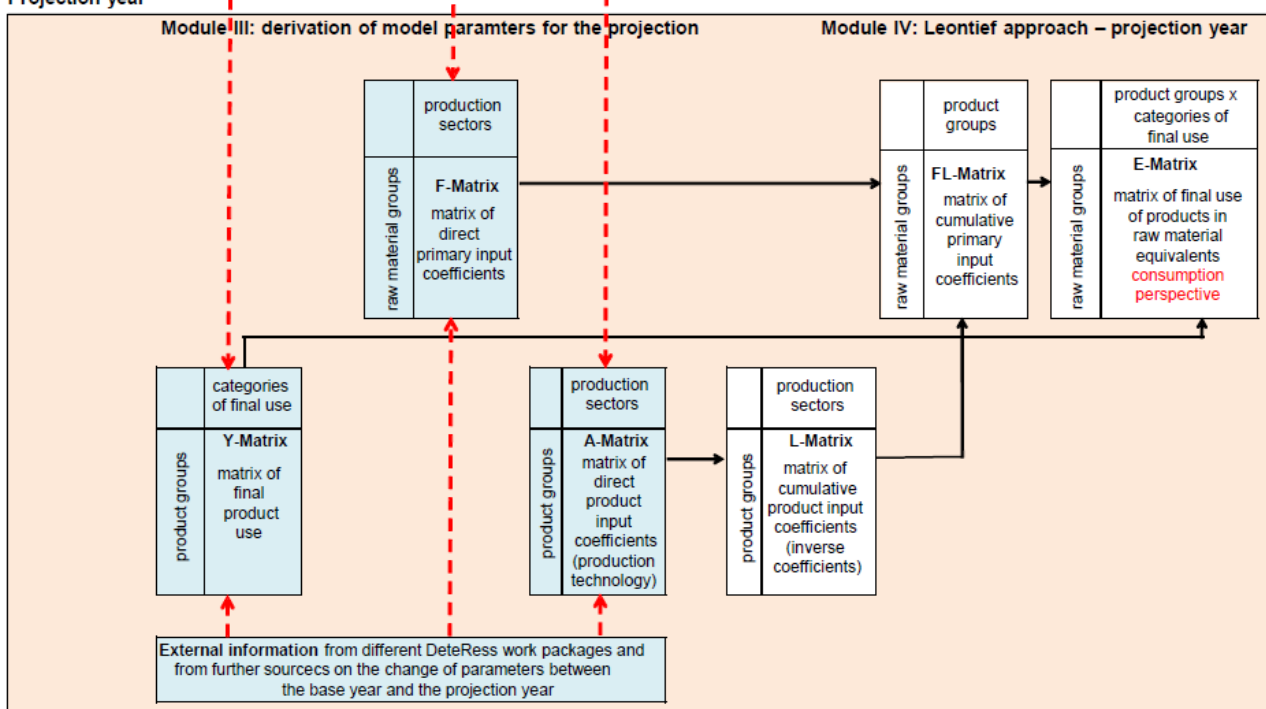 Projection year
Module III: derivation of model paramters for the projection
Module IV: Leontief approach – projection year
production
sectors
raw material groups
F-Matrix
matrix of
direct
primary input
coefficients
product
groups
raw material groups
FL-Matrix
matrix of
cumulative
primary
input
coefficients
product groups x
categories of
final use
raw material groups
E-Matrix
matrix of final use
of products in
raw material
equivalents
consumption
perspective
categories
of final use
product groups
Y-Matrix
matrix of
final
product
use
production
sectors
product groups
A-Matrix
matrix of
direct
product
input
coefficients
(production
technology)
production
sectors
product groups
L-Matrix
matrix of
cumulative
product input
coefficients
(inverse
coefficients)
External information from different DeteRess work packages and
from further sourcecs on the change of parameters between
the base year and the projection year